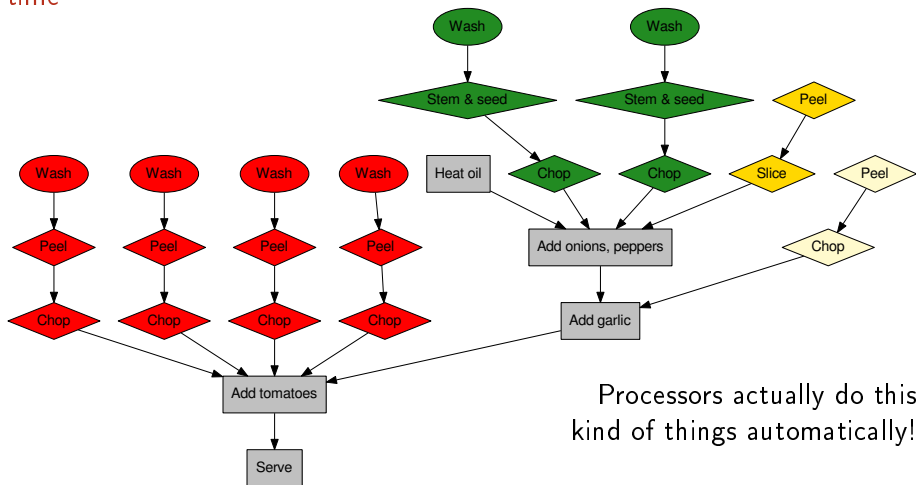 time
Wash Wash
Stem & seed Stem & seed Peel
Wash Wash Wash Wash Heat oil Chop Chop Slice Peel
Peel Peel Peel Peel Add onions, peppers Chop
Chop Chop Chop Chop Add garlic
Add tomatoes
Processors actually do this
kind of things automatically!
Serve